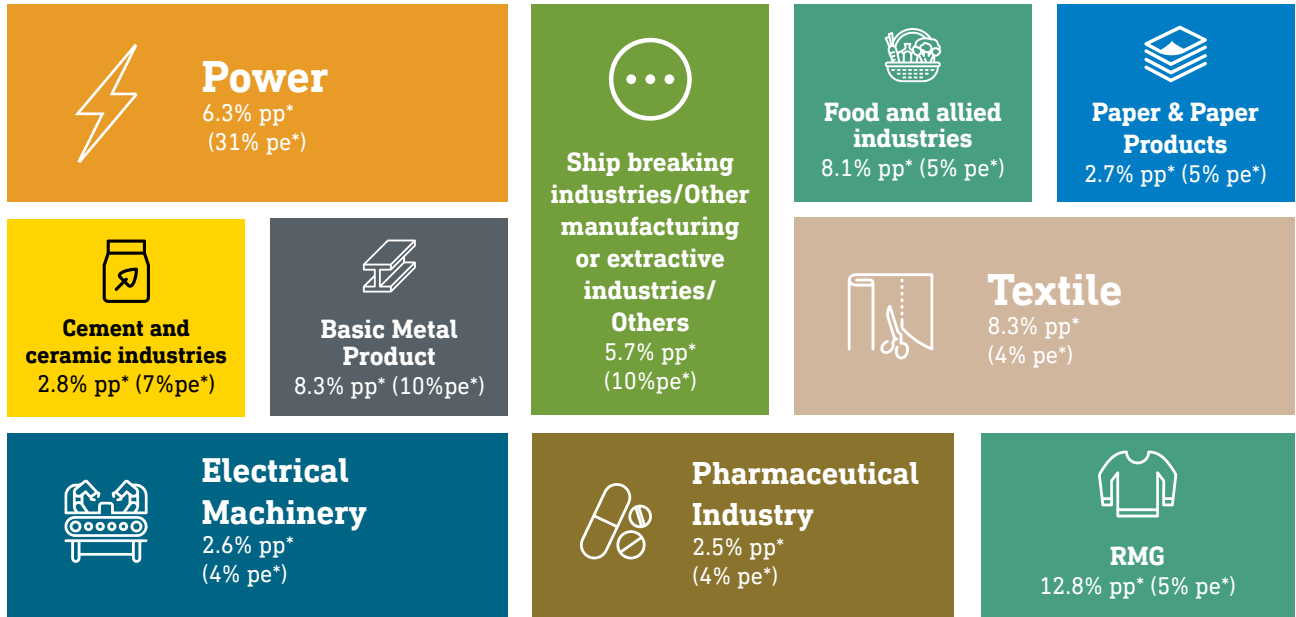 Power
6.3% pp*
(31% pe*)
Ship breaking
industries/Other
manufacturing
or extractive
industries/
Others
5.7% pp*
(10%pe*)
Food and allied
industries
8.1% pp* (5% pe*)
Paper & Paper
Products
2.7% pp* (5% pe*)
Cement and
ceramic industries
2.8% pp* (7%pe*)
Basic Metal
Product
8.3% pp* (10%pe*)
Textile
8.3% pp*
(4% pe*)
Electrical
Machinery
2.6% pp*
(4% pe*)
Pharmaceutical
Industry
2.5% pp*
(4% pe*)
RMG
12.8% pp* (5% pe*)